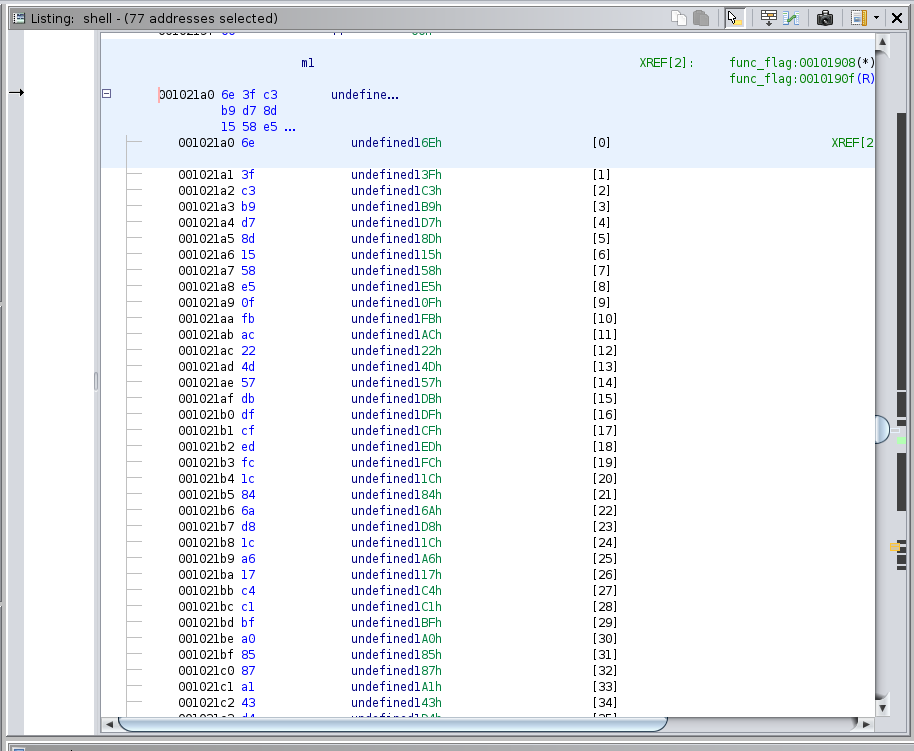 Listing: shell - (77 addresses selected)
m1 XREF[2]: func_flag:00101908(*)
func_flag:0010190f(R)
001021a0 6e 3f c3 undefine...
b9 d7 8d
15 58 e5 ...
001021a0 6e undefined16Eh [0] XREF[2
001021a1 3f undefined13Fh [1]
001021a2 c3 undefined1C3h [2]
001021a3 b9 undefined1B9h [3]
001021a4 d7 undefined1D7h [4]
001021a5 8d undefined18Dh [5]
001021a6 15 undefined115h [6]
001021a7 58 undefined158h [7]
001021a8 e5 undefined1E5h [8]
001021a9 0f undefined10Fh [9]
001021aa fb undefined1FBh [10]
001021ab ac undefined1ACh [11]
001021ac 22 undefined122h [12]
001021ad 4d undefined14Dh [13]
001021ae 57 undefined157h [14]
001021af db undefined1DBh [15]
001021b0 df undefined1DFh [16]
001021b1 cf undefined1CFh [17]
001021b2 ed undefined1EDh [18]
001021b3 fc undefined1FCh [19]
001021b4 1c undefined11Ch [20]
001021b5 84 undefined184h [21]
001021b6 6a undefined16Ah [22]
001021b7 d8 undefined1D8h [23]
001021b8 1c undefined11Ch [24]
001021b9 a6 undefined1A6h [25]
001021ba 17 undefined117h [26]
001021bb c4 undefined1C4h [27]
001021bc c1 undefined1C1h [28]
001021bd bf undefined1BFh [29]
001021be a0 undefined1A0h [30]
001021bf 85 undefined185h [31]
001021c0 87 undefined187h [32]
001021c1 a1 undefined1A1h [33]
001021c2 43 undefined143h [34]